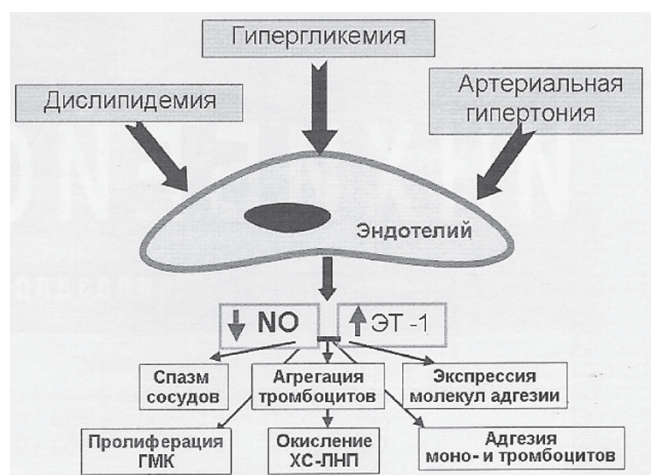 Гипергликемия
Дислипидемия
Артериальная
гипертония
Эндотелий
NO
ЭТ -1
Спазм
сосудов
Агрегация
тромбоцитов
Экспрессия
молекул адгезии
Пролиферация
ГМК
Окисление
ХС-ЛНП
Адгезия
моно- и тромбоцитов